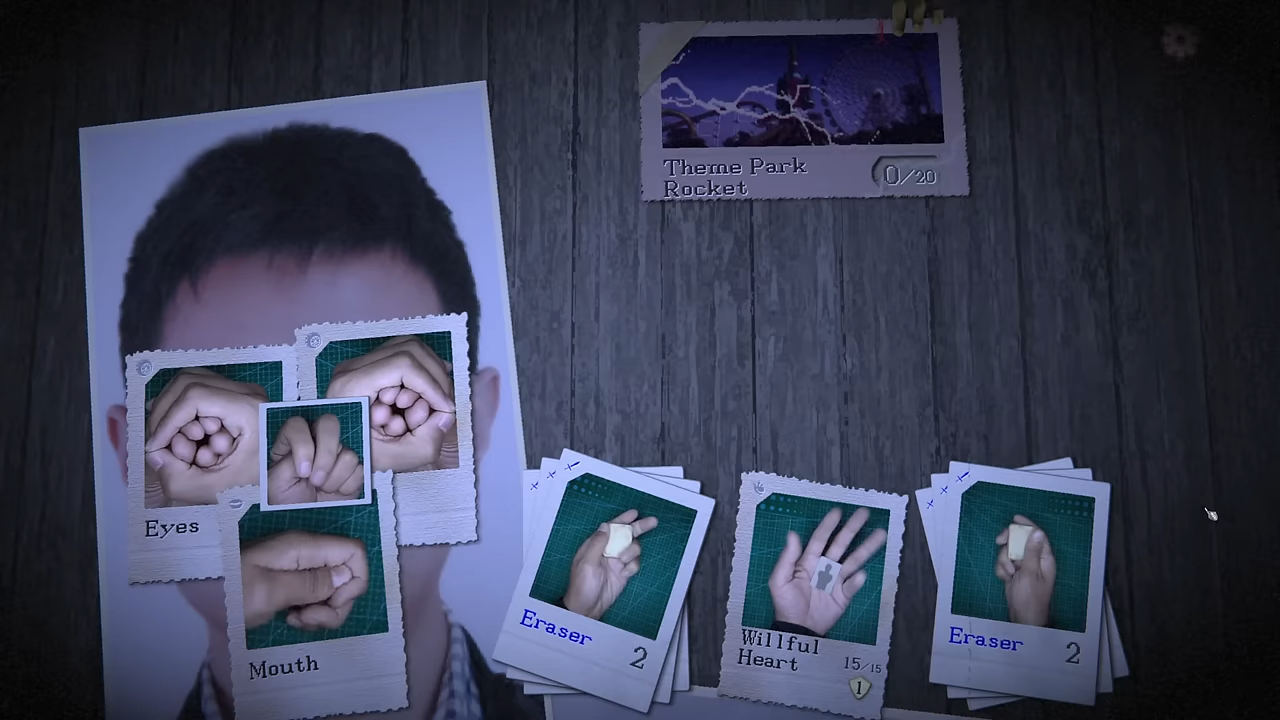 Theme Park
Rocket
0/20
Eyes
Mouth
Eraser
2
Willful
Heart
15/15
1
Eraser
2